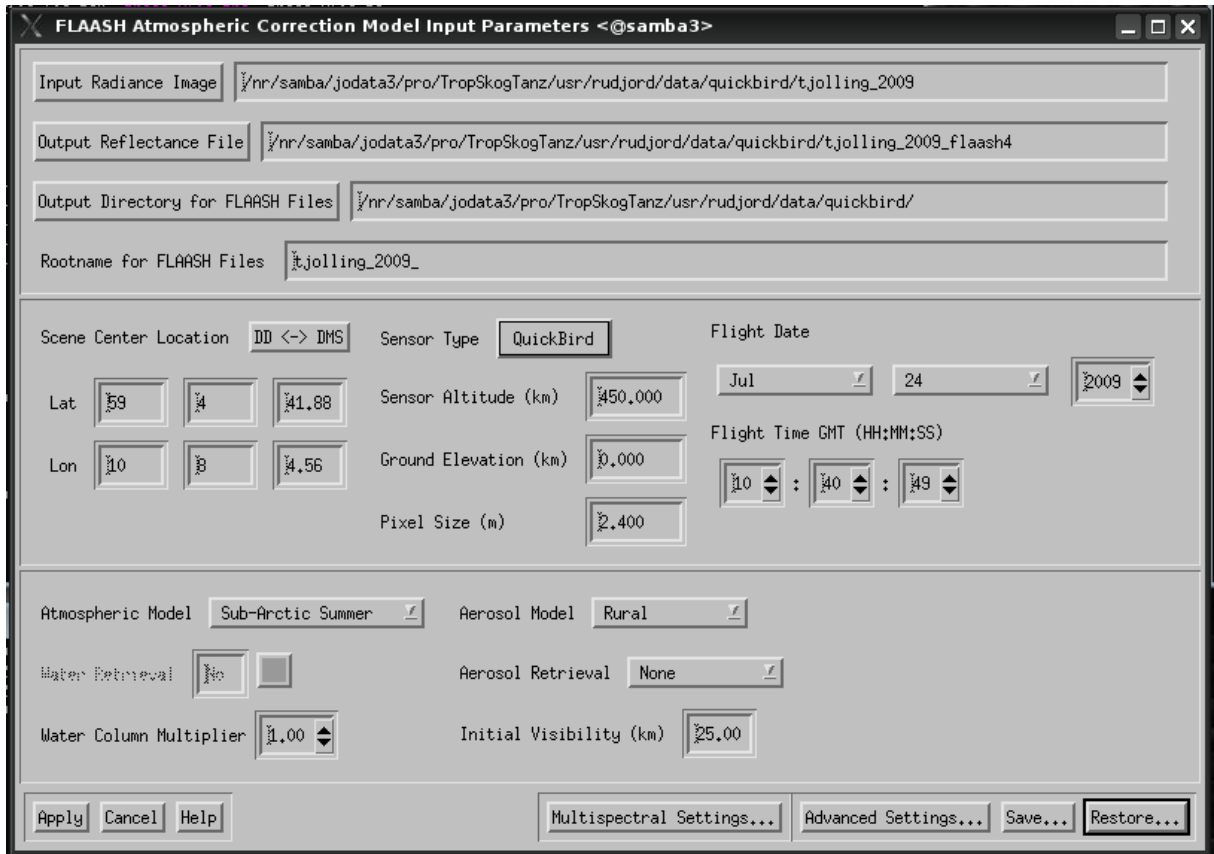 FLAASH Atmospheric Correction Model Input Parameters <@samba3>
Input Radiance Image /nr/samba/jodata3/pro/TropSkogTanz/usr/rudjord/data/quickbird/tjolling_2009
Output Reflectance File /nr/samba/jodata3/pro/TropSkogTanz/usr/rudjord/data/quickbird/tjolling_2009_flaash4
Output Directory for FLAASH Files /nr/samba/jodata3/pro/TropSkogTanz/usr/rudjord/data/quickbird/
Rootname for FLAASH Files tjolling_2009_
Scene Center Location DD <-> DMS
Lat 59 4 41.88
Lon 10 8 4.56
Sensor Type QuickBird
Sensor Altitude (km) 450.000
Ground Elevation (km) 0.000
Pixel Size (m) 2.400
Flight Date
Jul 24 2009
Flight Time GMT (HH:MM:SS)
10 : 40 : 49
Atmospheric Model Sub-Arctic Summer
Water Retrieval No
Water Column Multiplier 1.00
Aerosol Model Rural
Aerosol Retrieval None
Initial Visibility (km) 25.00
Apply Cancel Help Multispectral Settings... Advanced Settings... Save... Restore...